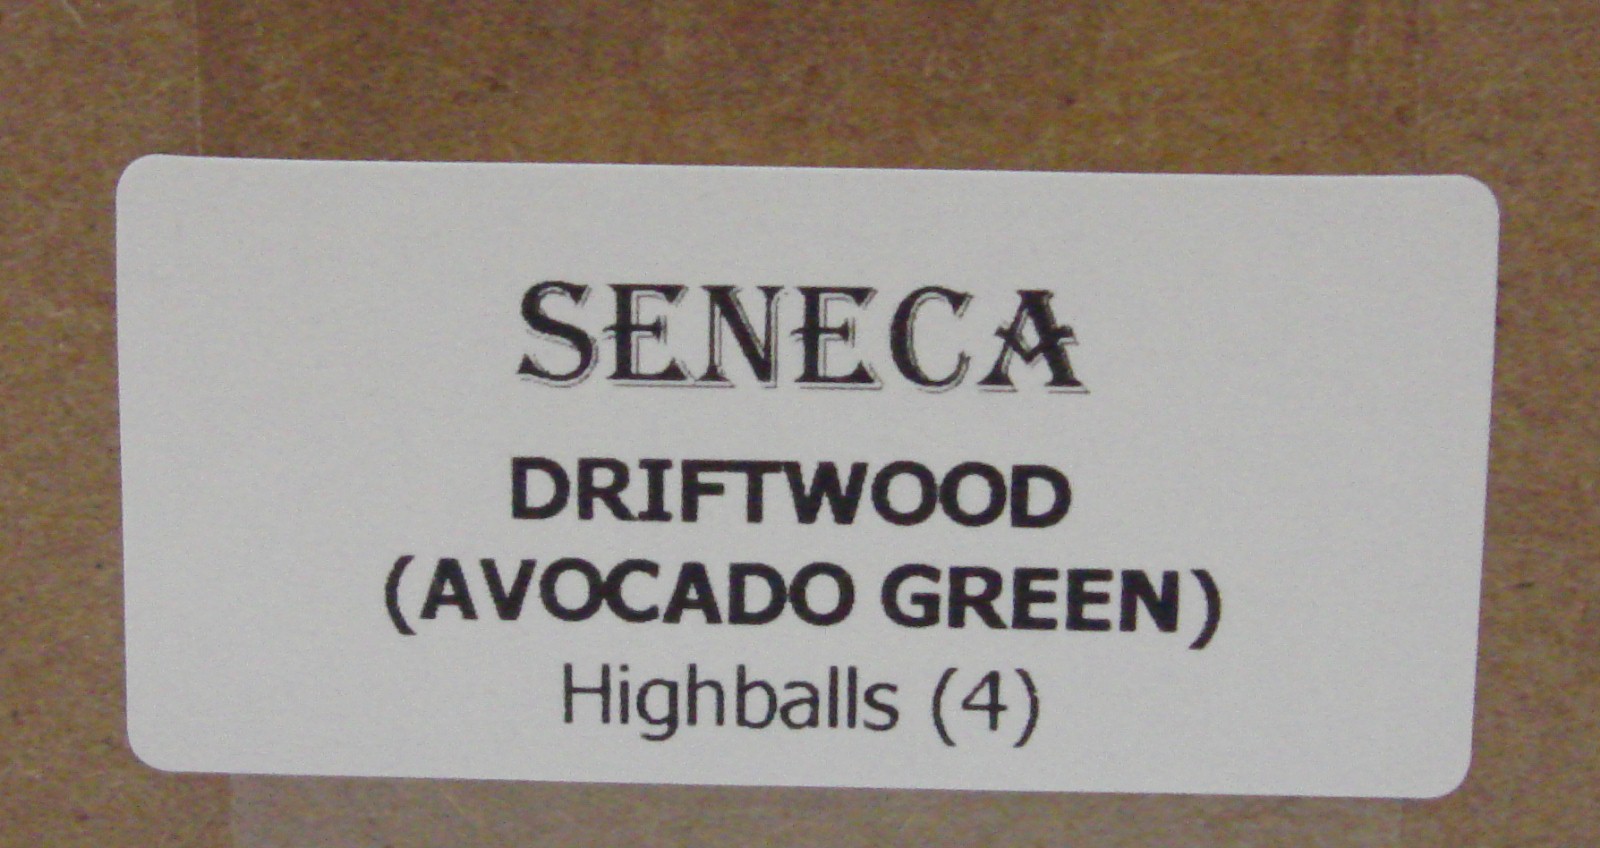 SENECA
DRIFTWOOD
(AVOCADO GREEN)
Highballs (4)